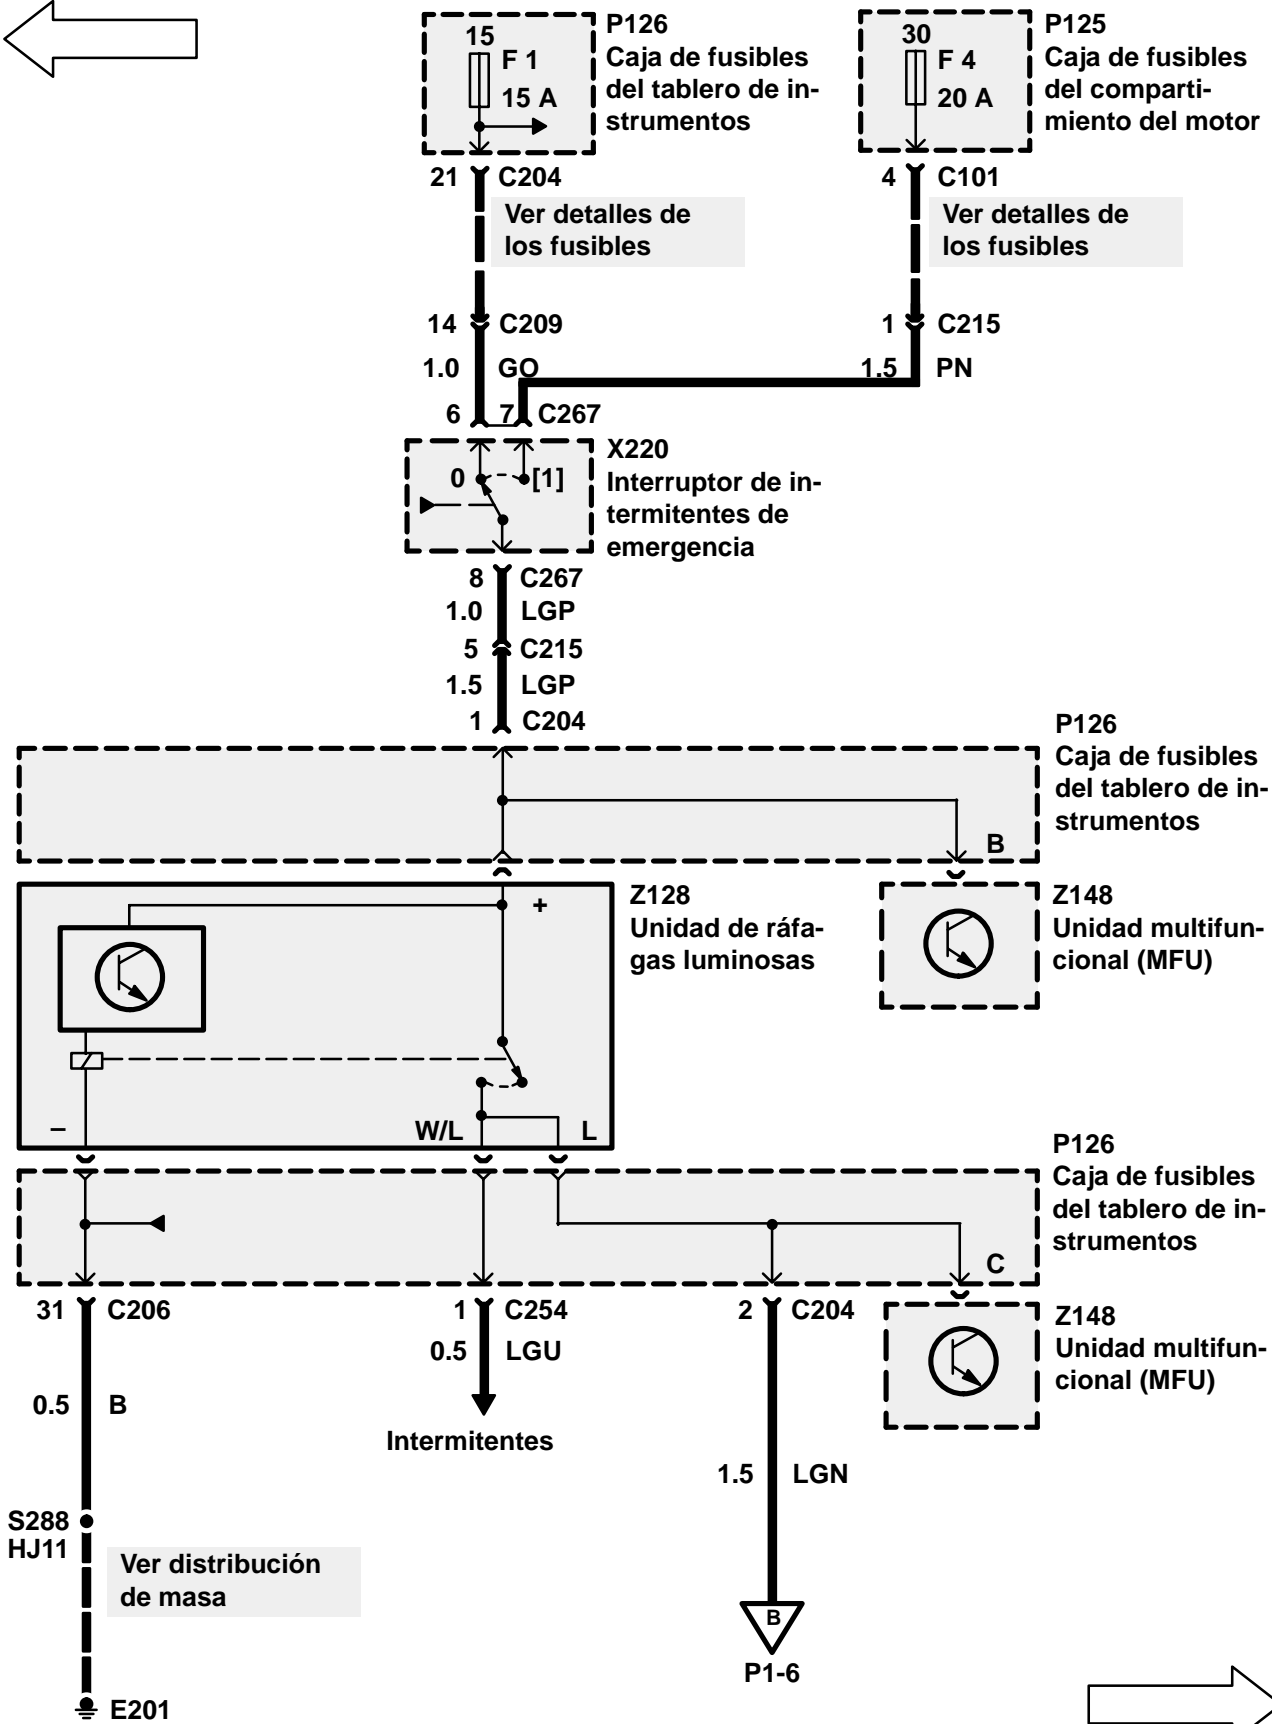 P126
15
F 1
15 A
Caja de fusibles
del tablero de in-
strumentos
P125
30
F 4
20 A
Caja de fusibles
del comparti-
miento del motor
21 C204
4 C101
Ver detalles de
los fusibles
Ver detalles de
los fusibles
14 C209
1 C215
1.0 GO
1.5 PN
6 7 C267
X220
0 [1]
Interruptor de in-
termitentes de
emergencia
8 C267
1.0 LGP
5 C215
1.5 LGP
1 C204
P126
Caja de fusibles
del tablero de in-
strumentos
B
+
Z128
Unidad de ráfa-
gas luminosas
Z148
Unidad multifun-
cional (MFU)
–
W/L L
P126
Caja de fusibles
del tablero de in-
strumentos
C
31 C206
1 C254
2 C204
0.5 LGU
Z148
Unidad multifun-
cional (MFU)
0.5 B
Intermitentes
1.5 LGN
S288
HJ11
Ver distribución
de masa
B
P1-6
E201